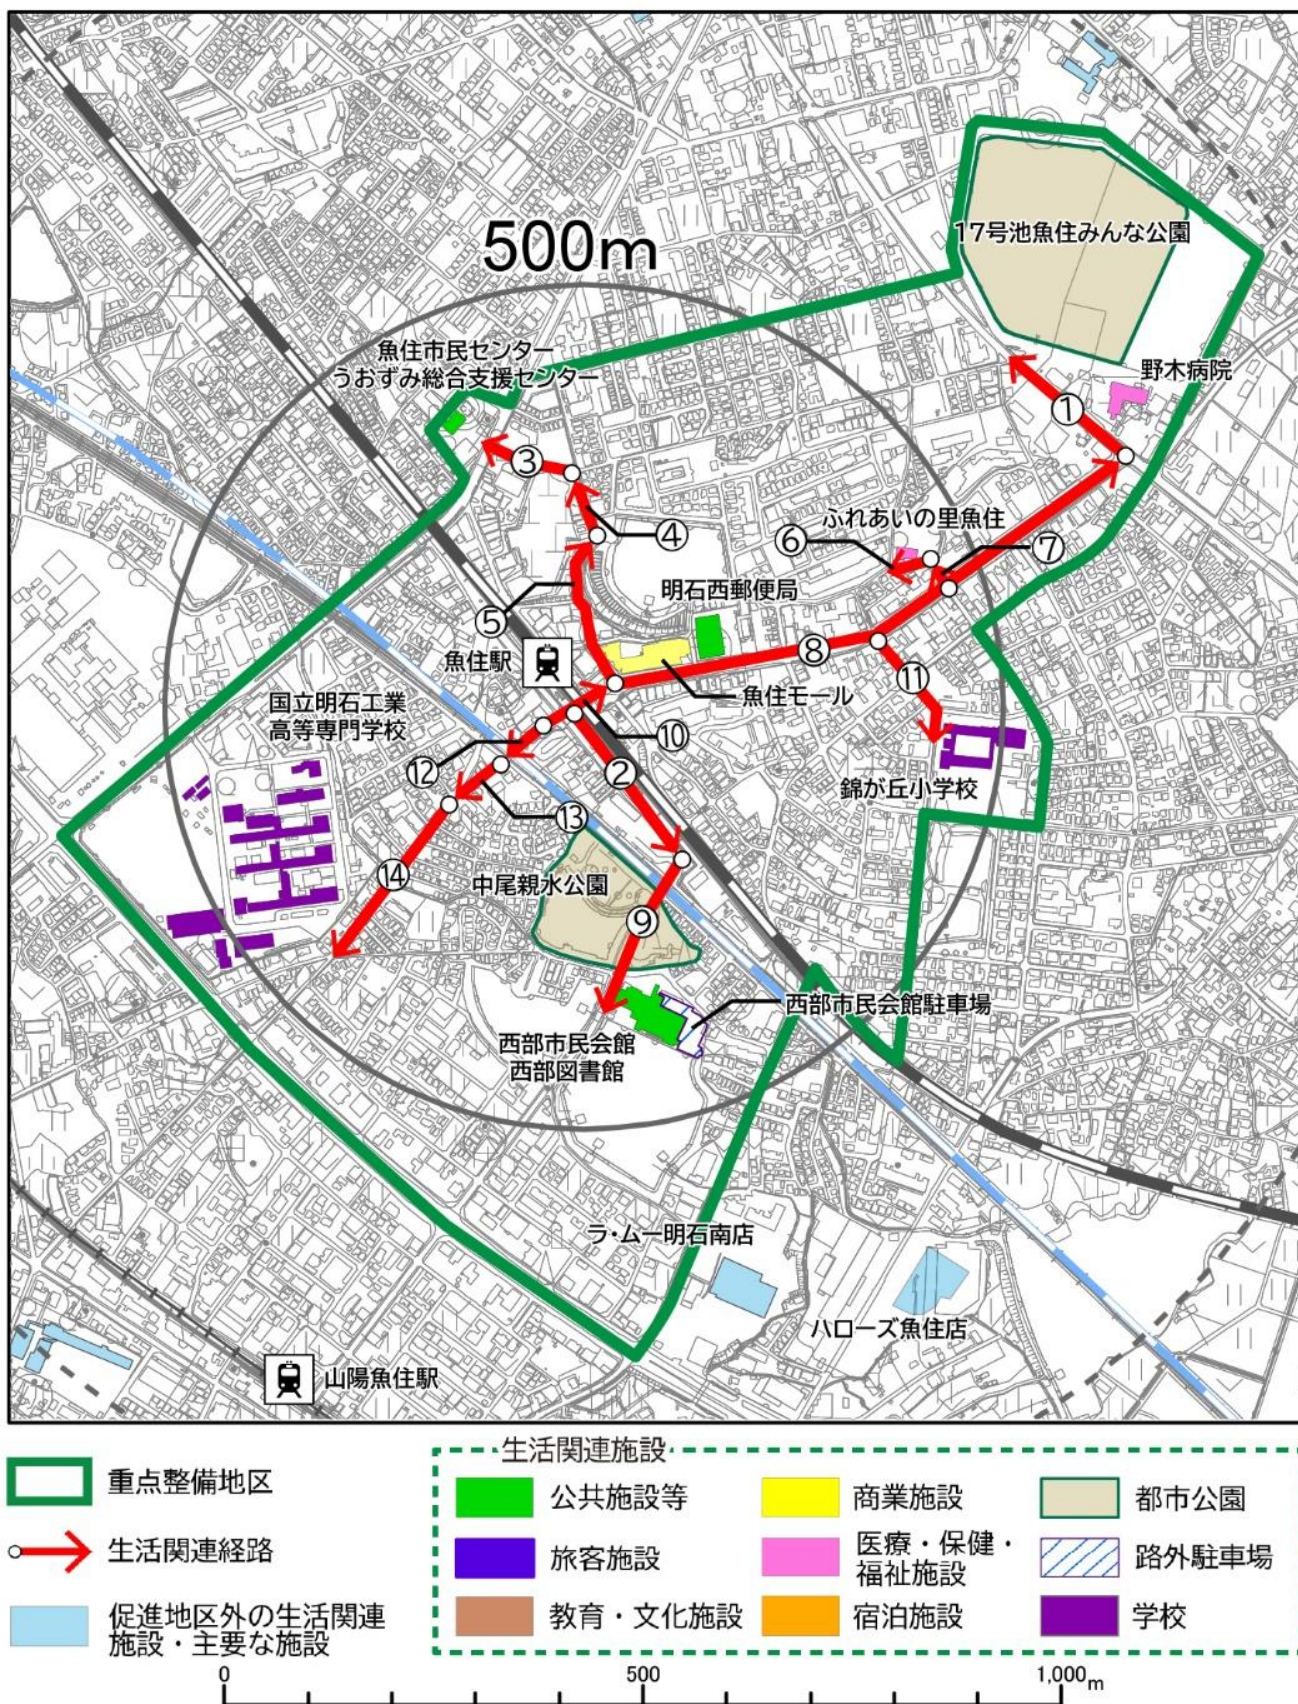 500m
17号池魚住みんな公園
魚住市民センター
うおずみ総合支援センター
野木病院
①
③
④
ふれあいの里魚住
⑥
⑦
明石西郵便局
⑤
魚住駅
⑧
魚住モール
⑪
国立明石工業
高等専門学校
⑩
⑫
②
錦が丘小学校
⑬
⑭
中尾親水公園
⑨
西部市民会館駐車場
西部市民会館
西部図書館
ラ・ムー明石南店
ハローズ魚住店
山陽魚住駅
生活関連施設
重点整備地区
公共施設等
商業施設
都市公園
生活関連経路
旅客施設
医療・保健・
福祉施設
路外駐車場
促進地区外の生活関連
施設・主要な施設
教育・文化施設
宿泊施設
学校
0
500
1,000m